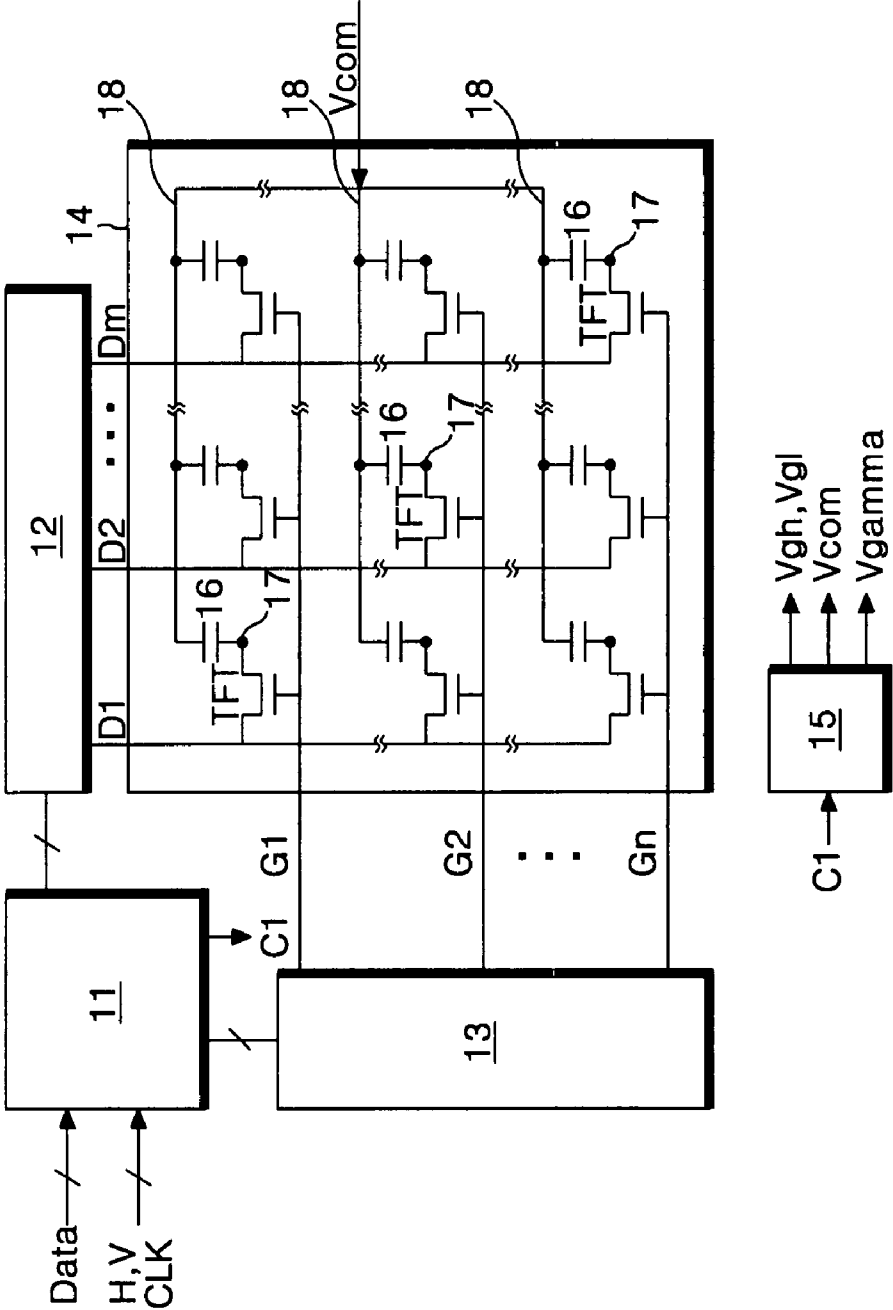 12
11
Data
H,V
CLK
C1
13
D1
D2
...
Dm
14
18
18
18
Vcom
G1
G2
...
Gn
TFT
16
17
TFT
16
17
TFT
16
17
C1
15
Vgh,Vgl
Vcom
Vgamma